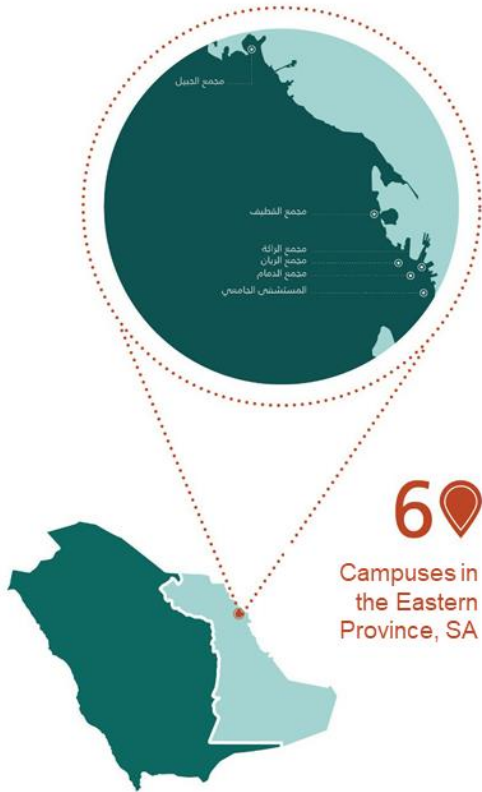 مجمع الجبيل
مجمع القطيف
مجمع الراكة
مجمع الريان
مجمع الدمام
المستشفى الجامعي
6
Campuses in
the Eastern
Province, SA